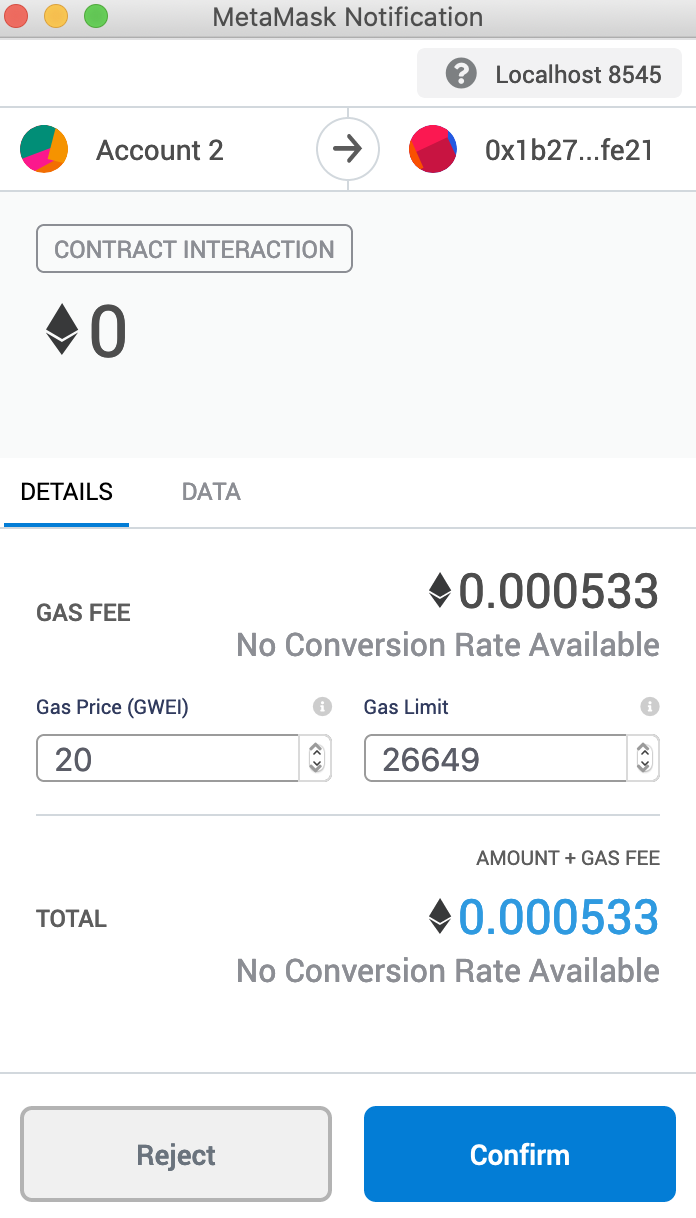 MetaMask Notification
? Localhost 8545
Account 2
0x1b27...fe21
CONTRACT INTERACTION
0
DETAILS DATA
GAS FEE
0.000533
No Conversion Rate Available
Gas Price (GWEI) Gas Limit
20 26649
AMOUNT + GAS FEE
TOTAL
0.000533
No Conversion Rate Available
Reject Confirm